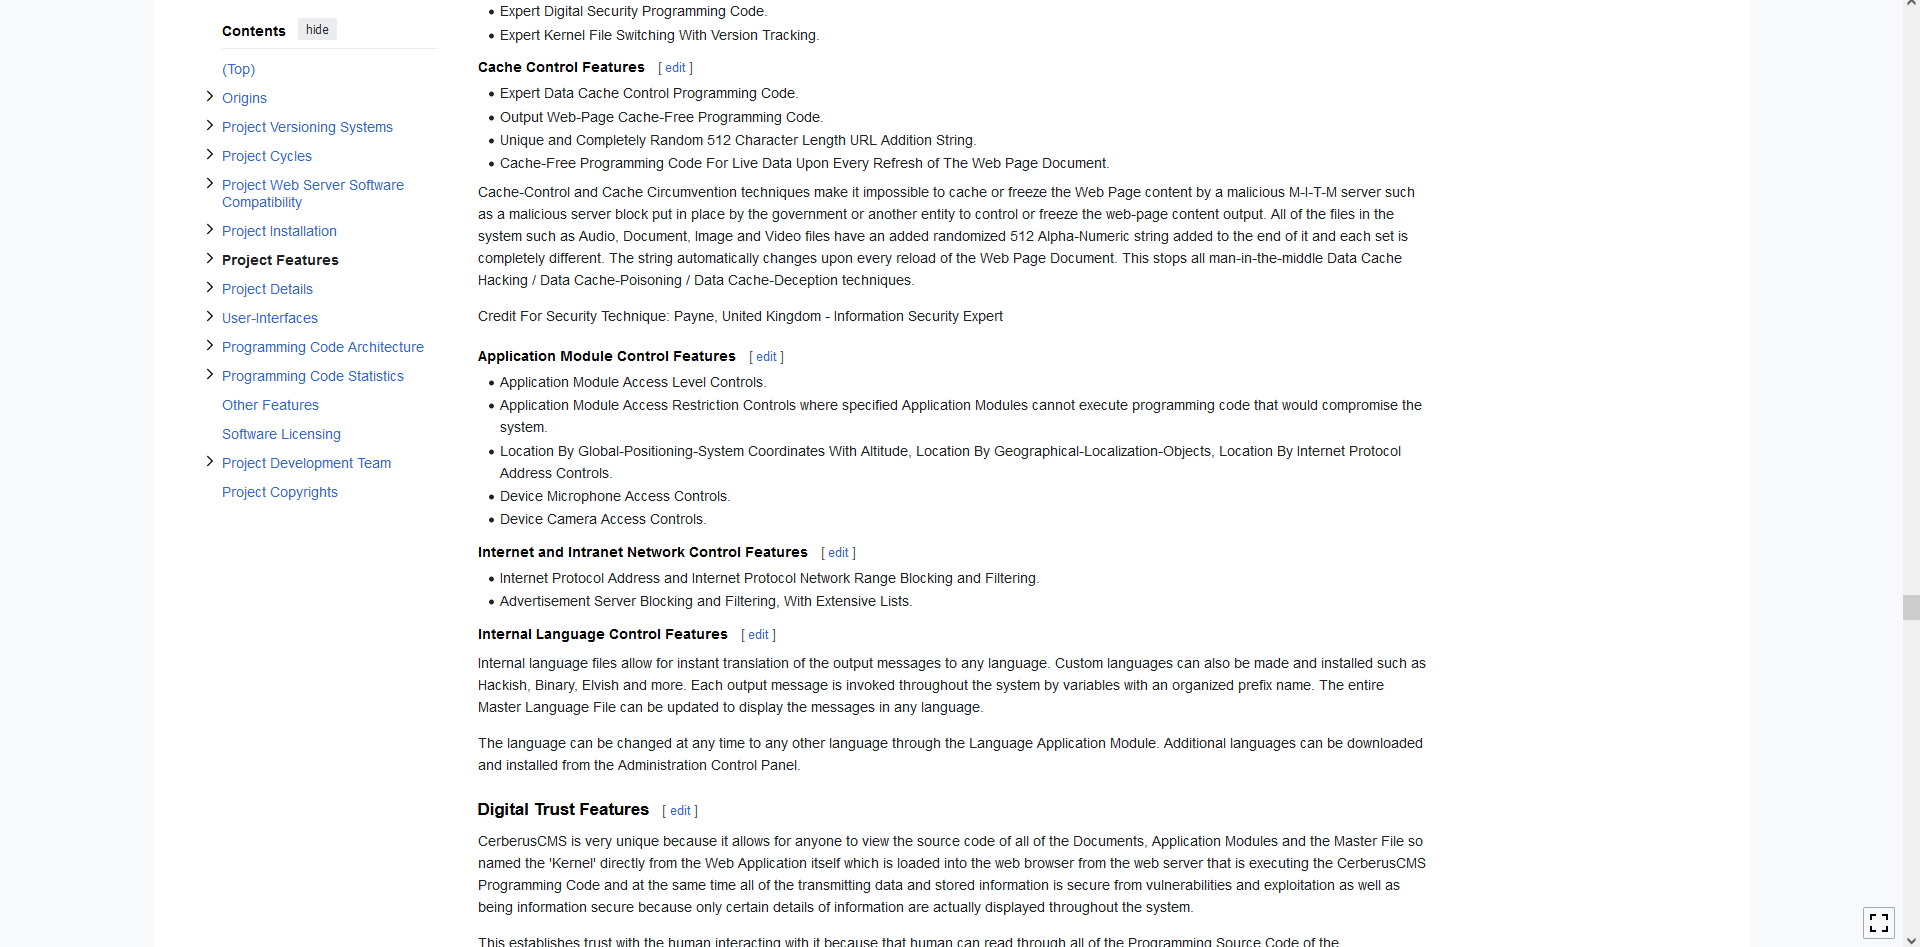 Contents hide
(Top)
Origins
Project Versioning Systems
Project Cycles
Project Web Server Software
Compatibility
Project Installation
Project Features
Project Details
User-Interfaces
Programming Code Architecture
Programming Code Statistics
Other Features
Software Licensing
Project Development Team
Project Copyrights
Expert Digital Security Programming Code.
Expert Kernel File Switching With Version Tracking.
Cache Control Features [ edit ]
Expert Data Cache Control Programming Code.
Output Web-Page Cache-Free Programming Code.
Unique and Completely Random 512 Character Length URL Addition String.
Cache-Free Programming Code For Live Data Upon Every Refresh of The Web Page Document.
Cache-Control and Cache Circumvention techniques make it impossible to cache or freeze the Web Page content by a malicious M-I-T-M server such
as a malicious server block put in place by the government or another entity to control or freeze the web-page content output. All of the files in the
system such as Audio, Document, Image and Video files have an added randomized 512 Alpha-Numeric string added to the end of it and each set is
completely different. The string automatically changes upon every reload of the Web Page Document. This stops all man-in-the-middle Data Cache
Hacking / Data Cache-Poisoning / Data Cache-Deception techniques.
Credit For Security Technique: Payne, United Kingdom - Information Security Expert
Application Module Control Features [ edit ]
Application Module Access Level Controls.
Application Module Access Restriction Controls where specified Application Modules cannot execute programming code that would compromise the
system.
Location By Global-Positioning-System Coordinates With Altitude, Location By Geographical-Localization-Objects, Location By Internet Protocol
Address Controls.
Device Microphone Access Controls.
Device Camera Access Controls.
Internet and Intranet Network Control Features [ edit ]
Internet Protocol Address and Internet Protocol Network Range Blocking and Filtering.
Advertisement Server Blocking and Filtering, With Extensive Lists.
Internal Language Control Features [ edit ]
Internal language files allow for instant translation of the output messages to any language. Custom languages can also be made and installed such as
Hackish, Binary, Elvish and more. Each output message is invoked throughout the system by variables with an organized prefix name. The entire
Master Language File can be updated to display the messages in any language.
The language can be changed at any time to any other language through the Language Application Module. Additional languages can be downloaded
and installed from the Administration Control Panel.
Digital Trust Features [ edit ]
CerberusCMS is very unique because it allows for anyone to view the source code of all of the Documents, Application Modules and the Master File so
named the 'Kernel' directly from the Web Application itself which is loaded into the web browser from the web server that is executing the CerberusCMS
Programming Code and at the same time all of the transmitting data and stored information is secure from vulnerabilities and exploitation as well as
being information secure because only certain details of information are actually displayed throughout the system.
This establishes trust with the human interacting with it because that human can read through all of the Programming Source Code of the